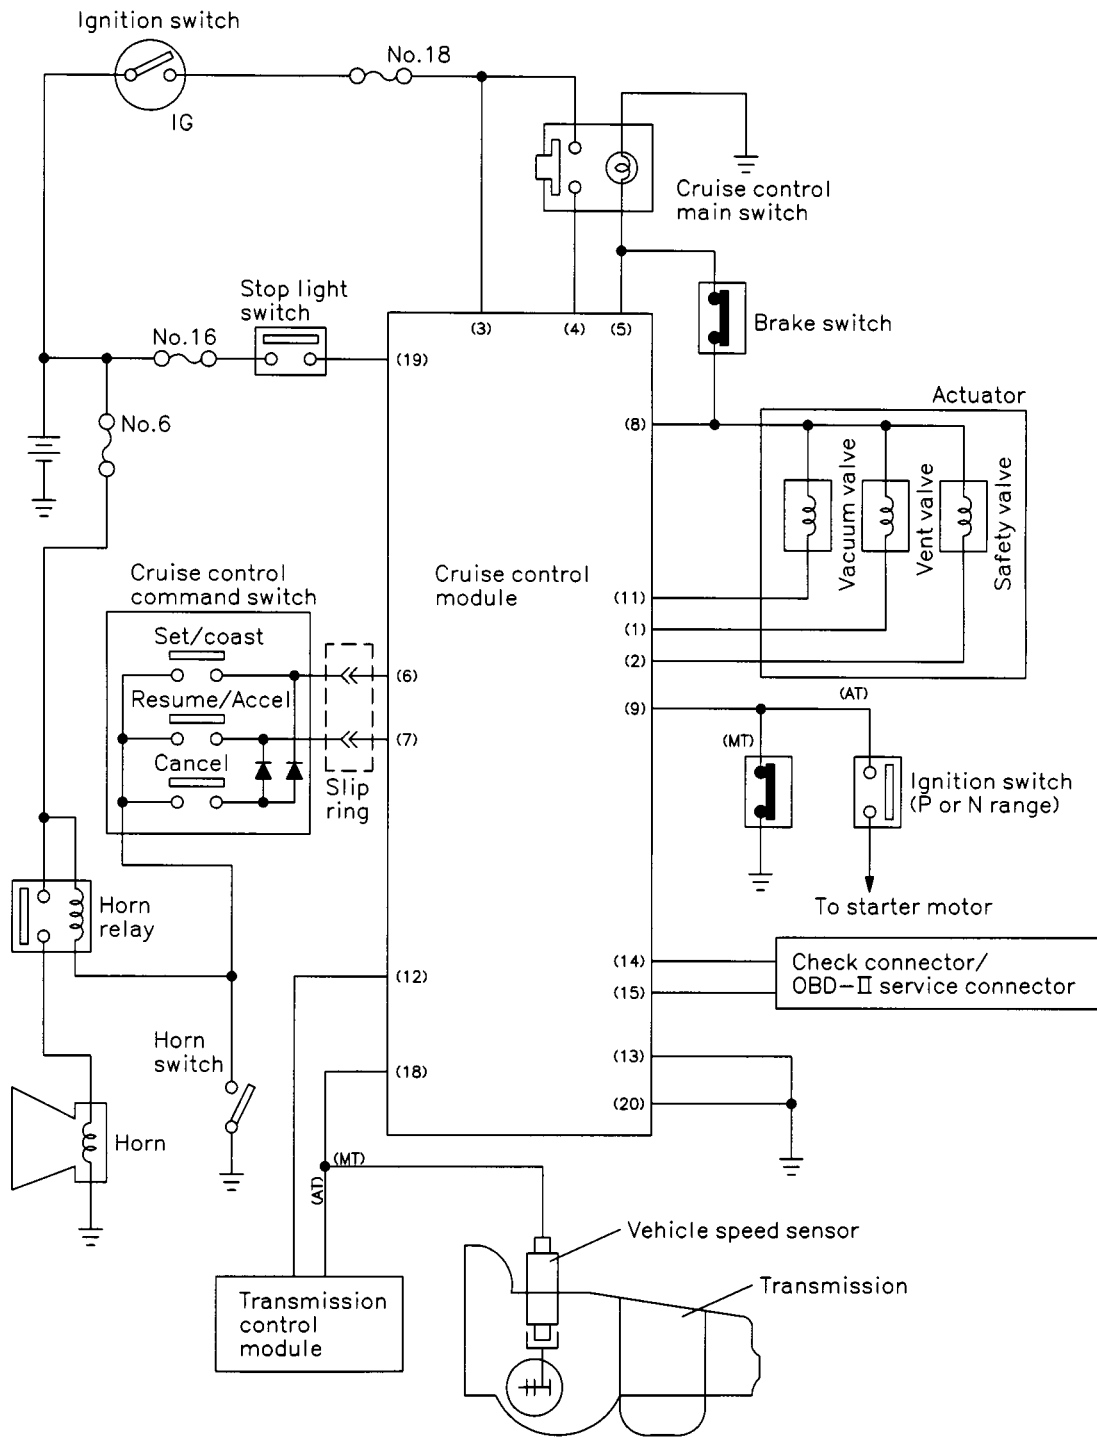 Ignition switch
No.18
IG
Cruise control
main switch
Stop light
switch
No.16
(3)
(4)
(5)
Brake switch
(19)
Actuator
No.6
(8)
Vacuum valve
Vent valve
Safety valve
Cruise control
command switch
Cruise control
module
Set/coast
(11)
(1)
(2)
(6)
Resume/Accel
(7)
(9)
(AT)
(MT)
Cancel
Slip
ring
Ignition switch
(P or N range)
Horn
relay
To starter motor
(12)
(14)
(15)
Check connector/
OBD-II service connector
Horn
switch
(18)
(13)
(20)
Horn
(MT)
(AT)
Vehicle speed sensor
Transmission
Transmission
control
module